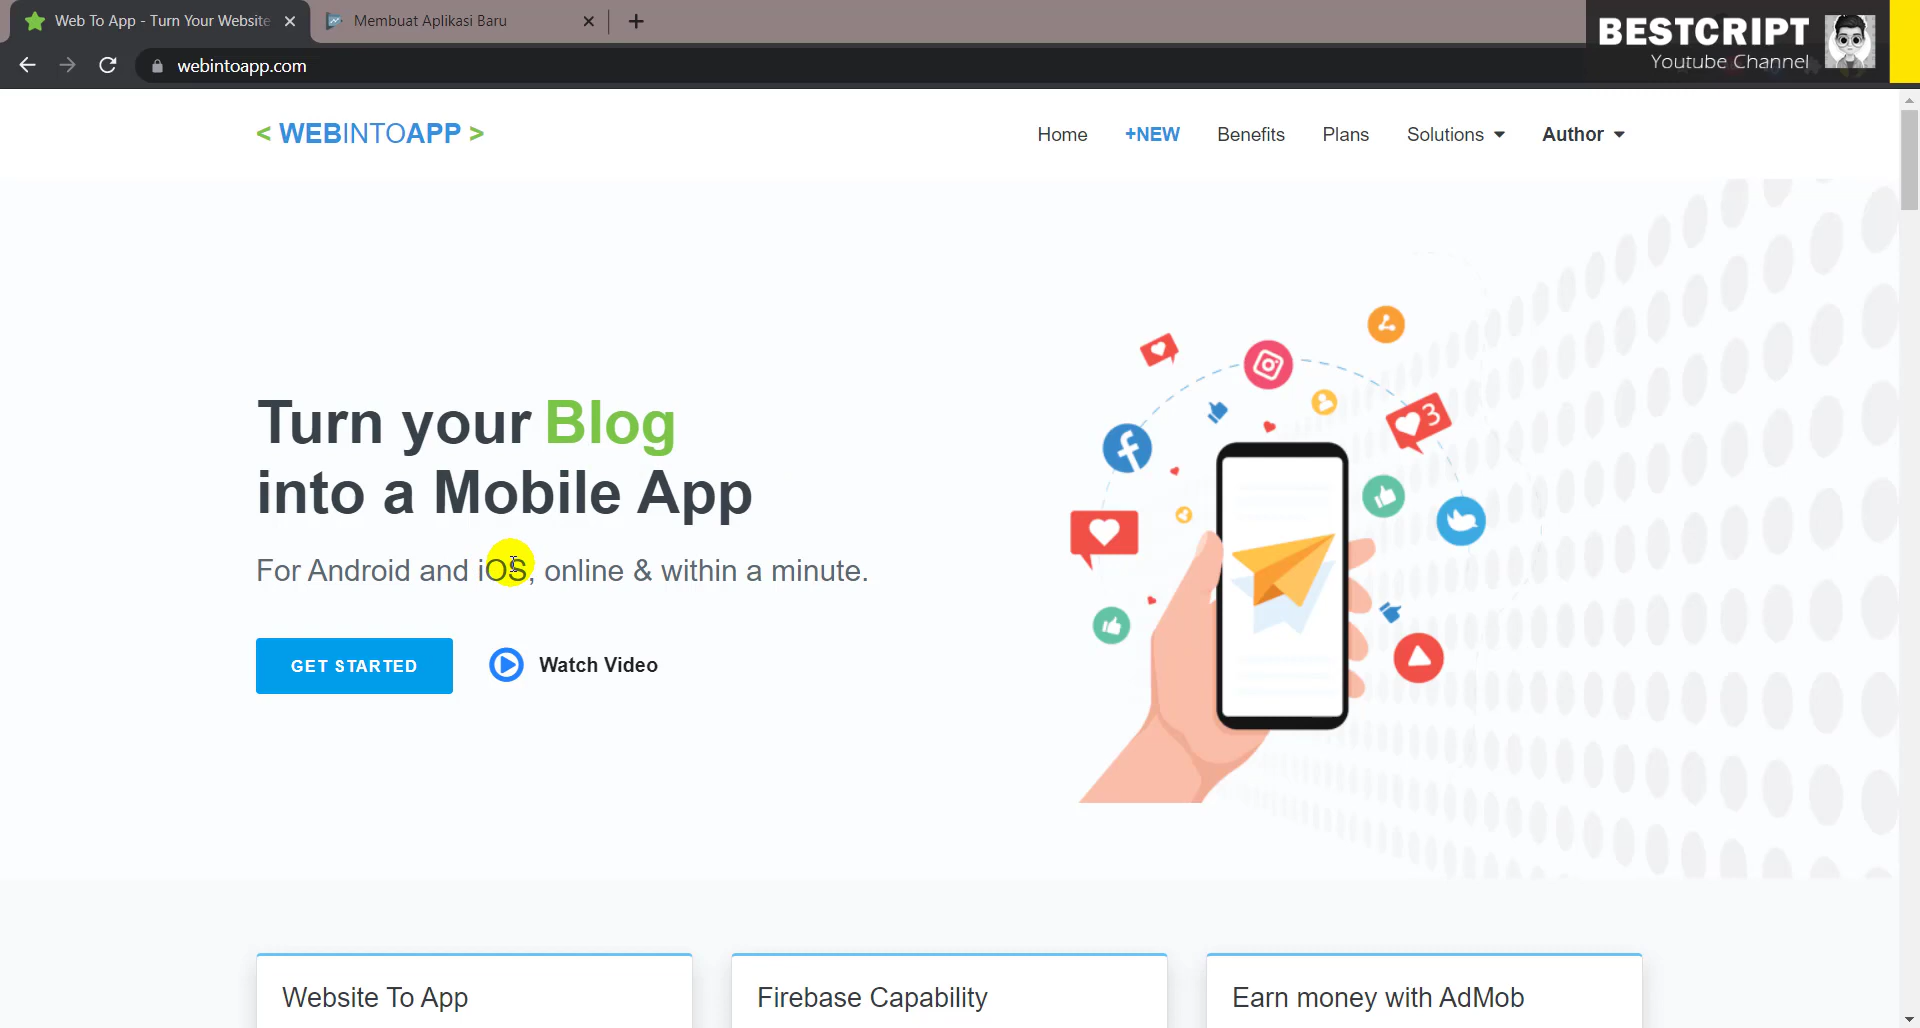 Web To App - Turn Your Website
Membuat Aplikasi Baru
BESTCRIPT
Youtube Channel
webintoapp.com
< WEBINTOAPP >
Home
+NEW
Benefits
Plans
Solutions
Author
3
Turn your Blog
into a Mobile App
For Android and iOS, online & within a minute.
GET STARTED
Watch Video
Website To App
Firebase Capability
Earn money with AdMob